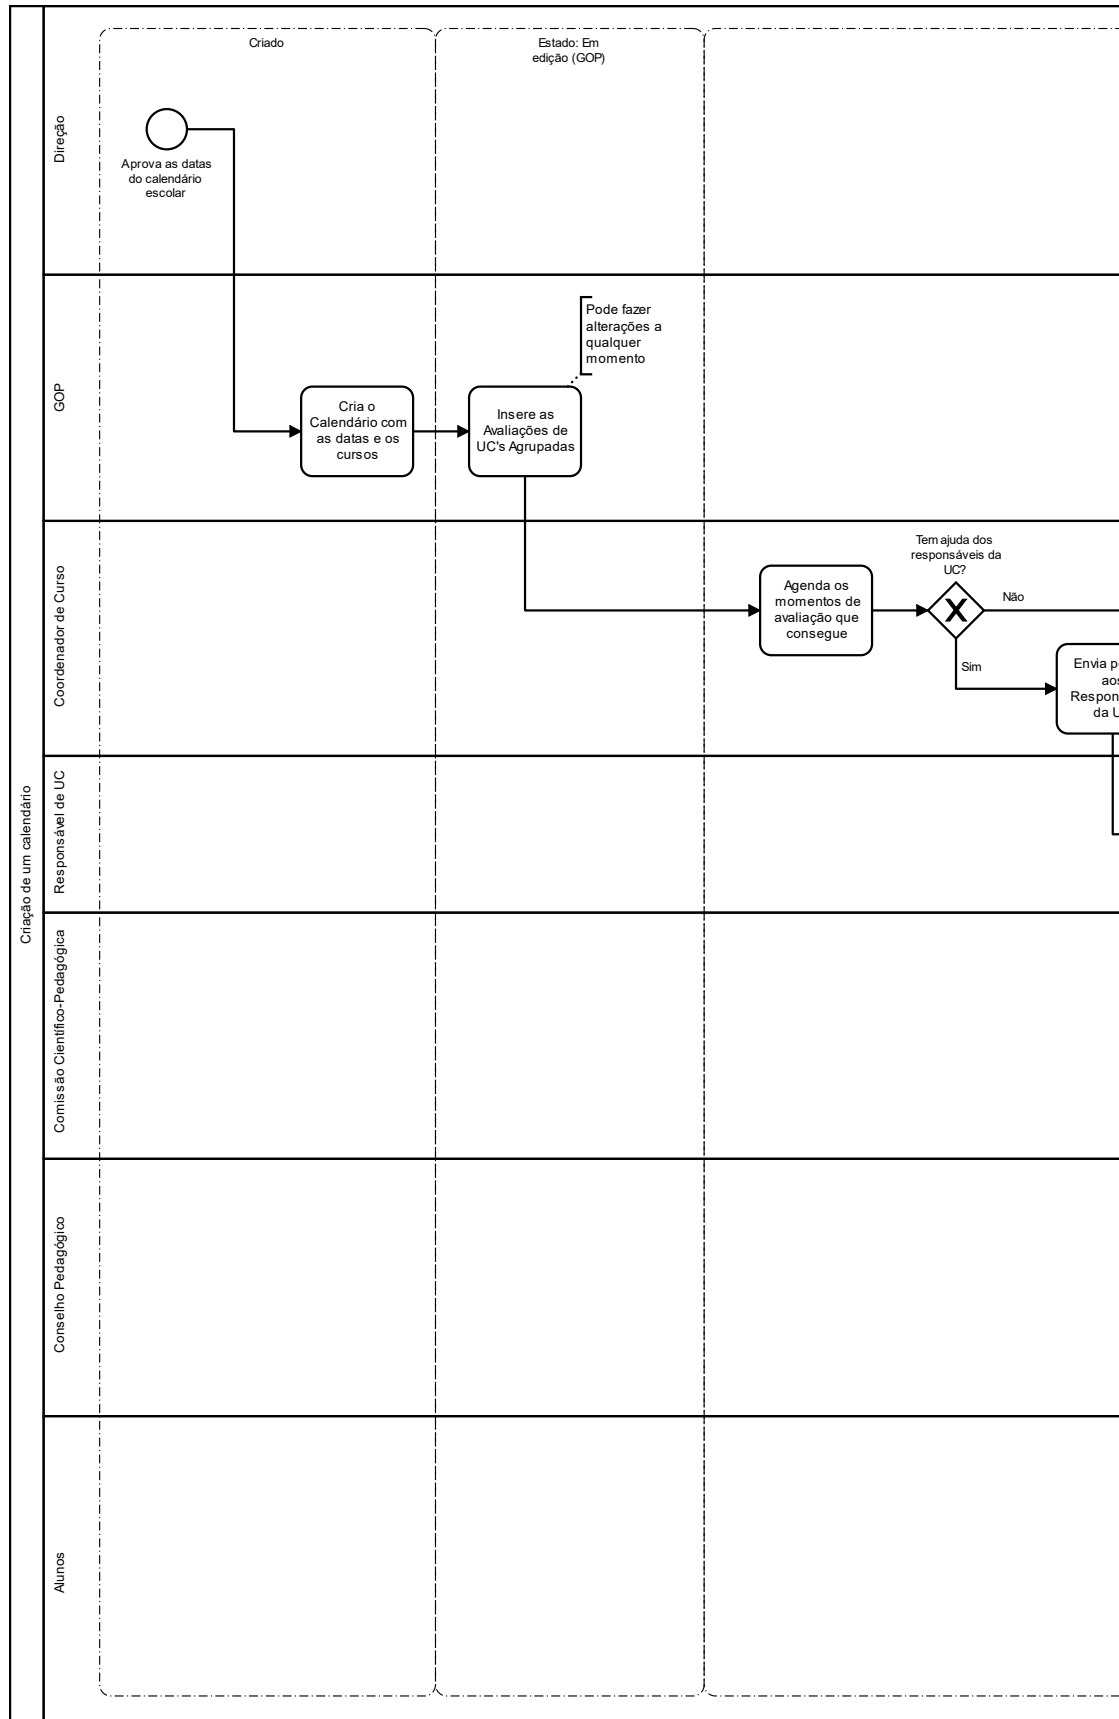 Criação de um calendário
Direção
Criado
Estado: Em
edição (GOP)
Aprova as datas
do calendário
escolar
GOP
Pode fazer
alterações a
qualquer
momento
Cria o
Calendário com
as datas e os
cursos
Insere as
Avaliações de
UC's Agrupadas
Coordenador de Curso
Agenda os
momentos de
avaliação que
consegue
Tem ajuda dos
responsáveis da
UC?
Não
Sim
Envia
da
Responsável de UC
Comissão Científico-Pedagógica
Conselho Pedagógico
Alunos